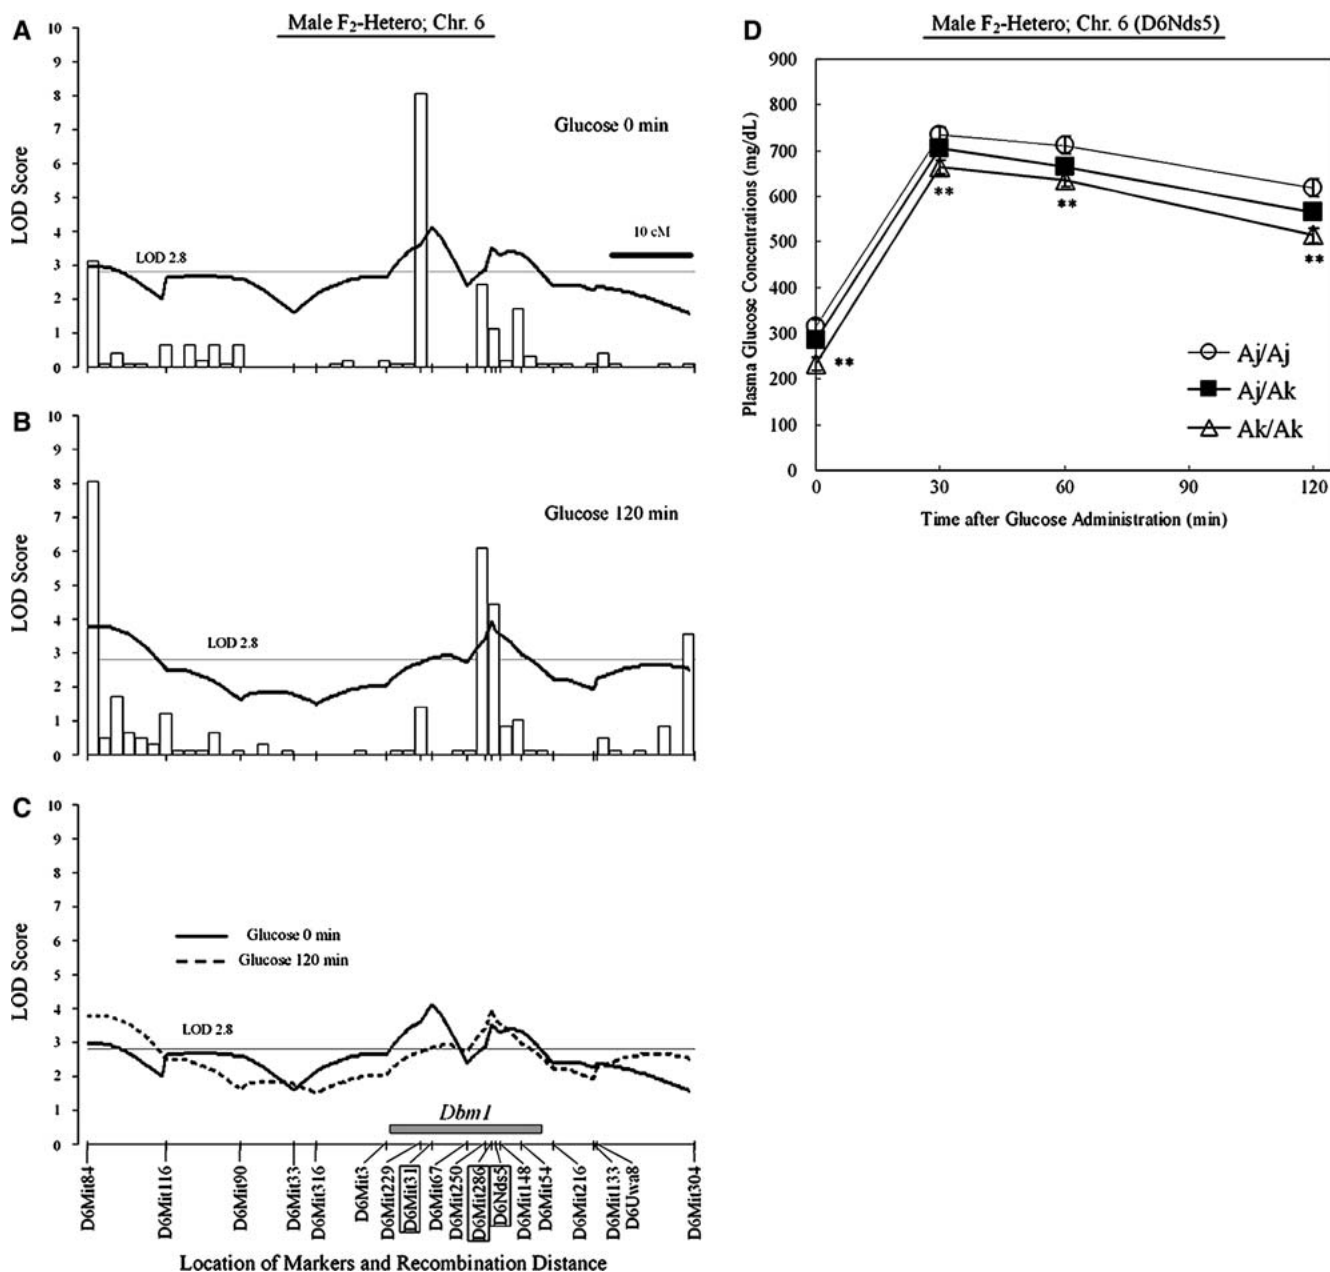 A
Male F2-Hetero; Chr. 6
10
9
8
7
6
5
4
3
2
1
0
LOD Score
Glucose 0 min
LOD 2.8
10 cM
B
10
9
8
7
6
5
4
3
2
1
0
LOD Score
Glucose 120 min
LOD 2.8
C
10
9
8
7
6
5
4
3
2
1
0
LOD Score
Glucose 0 min
Glucose 120 min
LOD 2.8
Dbm1
D6Mit84
D6Mit116
D6Mit90
D6Mit33
D6Mit316
D6Mit3
D6Mit229
D6Mit31
D6Mit67
D6Mit250
D6Mit286
D6Nds5
D6Mit148
D6Mit54
D6Mit216
D6Mit133
D6Uwa8
D6Mit304
Location of Markers and Recombination Distance
D
Male F2-Hetero; Chr. 6 (D6Nds5)
900
800
700
600
500
400
300
200
100
0
Plasma Glucose Concentrations (mg/dL)
**
**
**
*
**
Aj/Aj
Aj/Ak
Ak/Ak
0
30
60
90
120
Time after Glucose Administration (min)